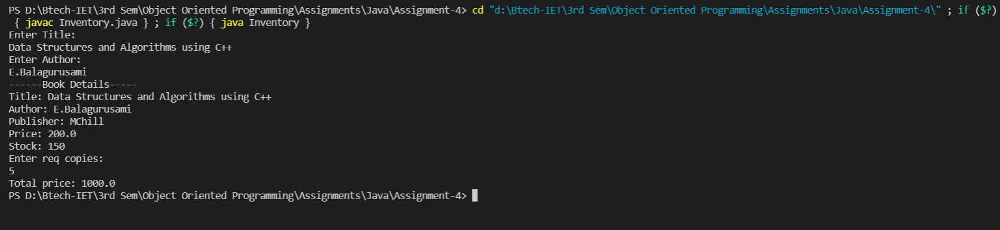 PS D:\Btech-IET\3rd Sem\Object Oriented Programming\Assignments\Java\Assignment-4> cd "d:\Btech-IET\3rd Sem\Object Oriented Programming\Assignments\Java\Assignment-4\" ; if ($?)
{ javac Inventory.java } ; if ($?) { java Inventory }
Enter Title:
Data Structures and Algorithms using C++
Enter Author:
E.Balagurusami
------Book Details-----
Title: Data Structures and Algorithms using C++
Author: E.Balagurusami
Publisher: MChill
Price: 200.0
Stock: 150
Enter req copies:
5
Total price: 1000.0
PS D:\Btech-IET\3rd Sem\Object Oriented Programming\Assignments\Java\Assignment-4>